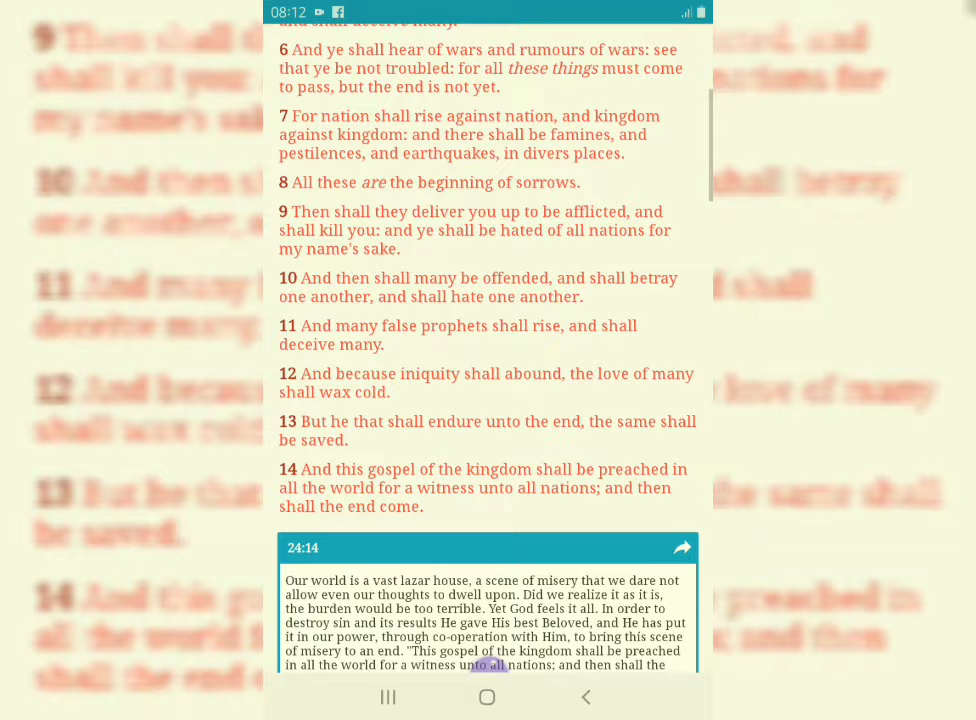 08:12
and shall deceive many.
6 And ye shall hear of wars and rumours of wars: see
that ye be not troubled: for all these things must come
to pass, but the end is not yet.
7 For nation shall rise against nation, and kingdom
against kingdom: and there shall be famines, and
pestilences, and earthquakes, in divers places.
8 All these are the beginning of sorrows.
9 Then shall they deliver you up to be afflicted, and
shall kill you: and ye shall be hated of all nations for
my name's sake.
10 And then shall many be offended, and shall betray
one another, and shall hate one another.
11 And many false prophets shall rise, and shall
deceive many.
12 And because iniquity shall abound, the love of many
shall wax cold.
13 But he that shall endure unto the end, the same shall
be saved.
14 And this gospel of the kingdom shall be preached in
all the world for a witness unto all nations; and then
shall the end come.
24:14
Our world is a vast lazar house, a scene of misery that we dare not
allow even our thoughts to dwell upon. Did we realize it as it is,
the burden would be too terrible. Yet God feels it all. In order to
destroy sin and its results He gave His best Beloved, and He has put
it in our power, through co-operation with Him, to bring this scene
of misery to an end. "This gospel of the kingdom shall be preached
in all the world for a witness unto all nations; and then shall the